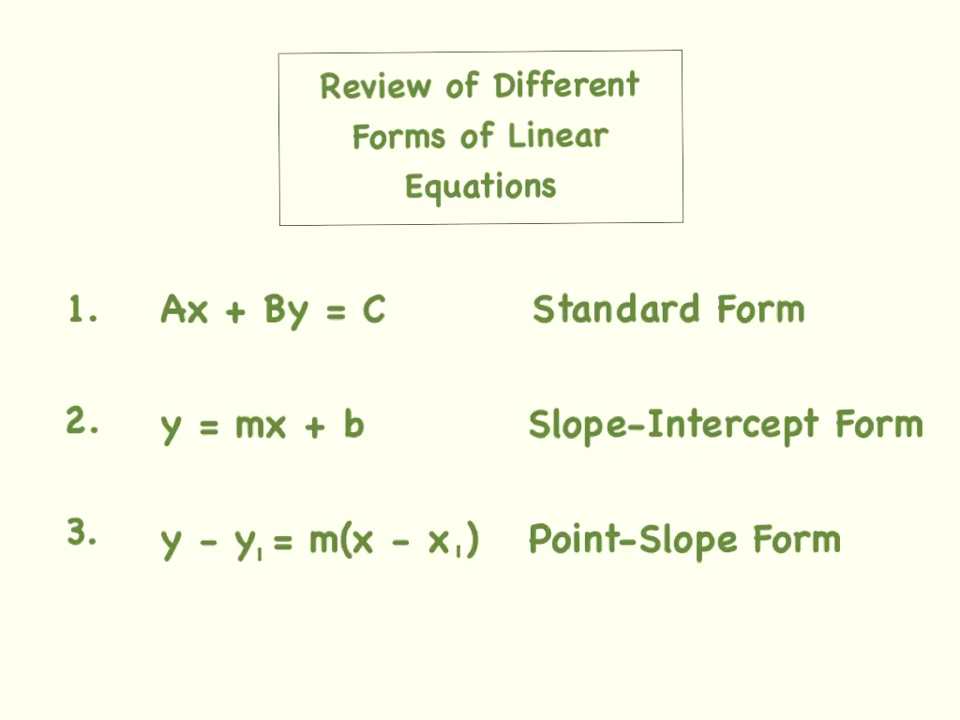 Review of Different
Forms of Linear
Equations
1. Ax + By = C Standard Form
2. y = mx + b Slope-Intercept Form
3. y - y₁ = m(x - x₁) Point-Slope Form